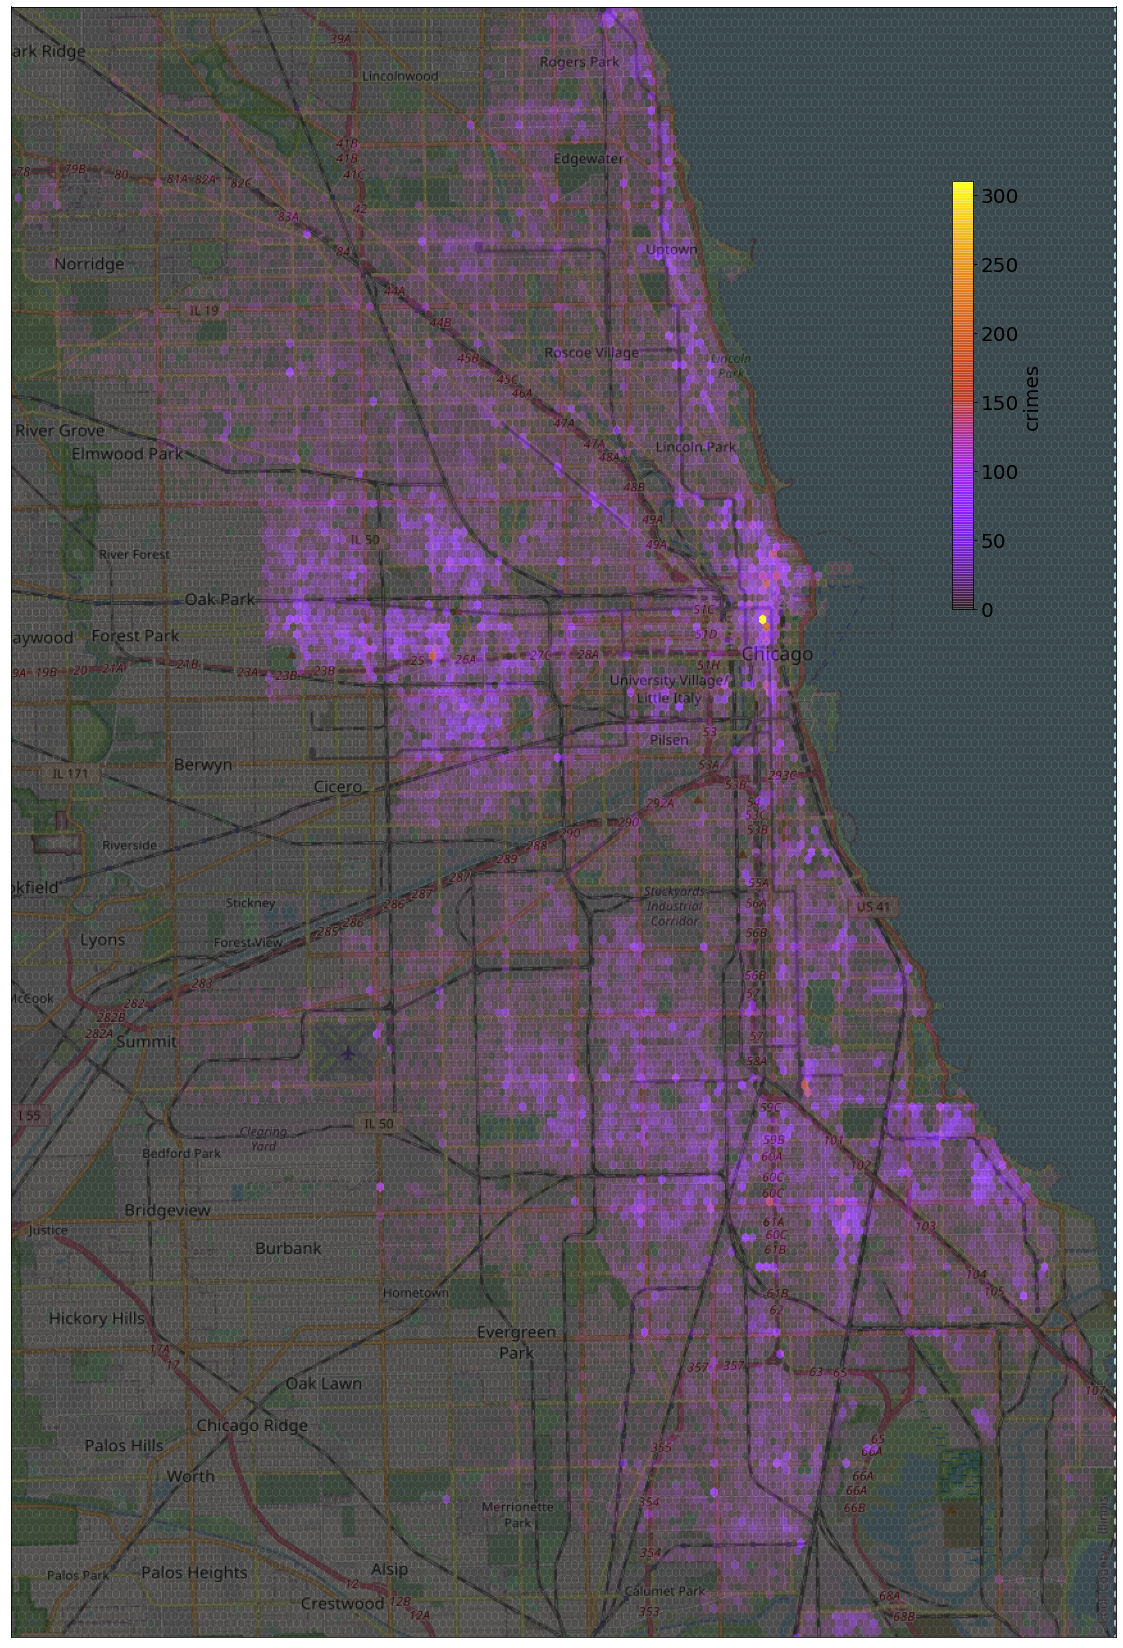 39A
ark Ridge
Rogers Park
Lincolnwood
41B
41B
Edgewater
78
79B
80
81A
82A
82C
41C
300
42
83A
Uptown
84
250
Norridge
44A
IL 19
44B
200
Roscoe Village
45B
Lincoln
Park
45C
46A
150
crimes
47A
River Grove
47A
Lincoln Park
Elmwood Park
48A
100
48B
49A
IL 50
50
49A
River Forest
Oak Park
51C
0
aywood
Forest Park
51D
Chicago
9A
19B
20
21A
21B
23A
23B
23B
25
26A
27C
28A
51H
University Village/
Little Italy
53
Pilsen
IL 171
Berwyn
53A
293C
Cicero
53B
54
292A
53C
290
290
53B
Riverside
288
289
287
okfield
55A
Stickney
287
Stockyards
Industrial
Corridor
286
56A
US 41
286
285
Lyons
Forest View
56B
283
56B
McCook
282
57
282B
282A
Summit
57
58A
I 55
59C
IL 50
Clearing
Yard
59B
101
Bedford Park
60A
102
60C
60C
Bridgeview
61A
103
Justice
60C
Burbank
61B
104
Hometown
61B
105
62
Hickory Hills
Evergreen
Park
17A
17
357
357
63
65
Oak Lawn
107
Chicago Ridge
65
Palos Hills
355
66A
Worth
66A
66A
354
Merrionette
Park
66B
354
Palos Park
Palos Heights
Alsip
12
Calumet Park
68A
Crestwood
12B
353
12A
68B